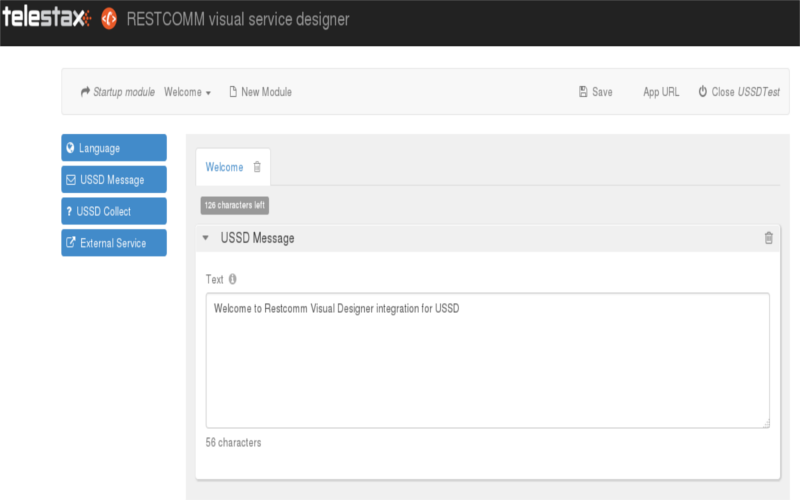 telestax RESTCOMM visual service designer
Startup module Welcome New Module Save App URL Close USSDTest
Language
USSD Message
? USSD Collect
External Service
Welcome
126 characters left
USSD Message
Text
Welcome to Restcomm Visual Designer integration for USSD
56 characters